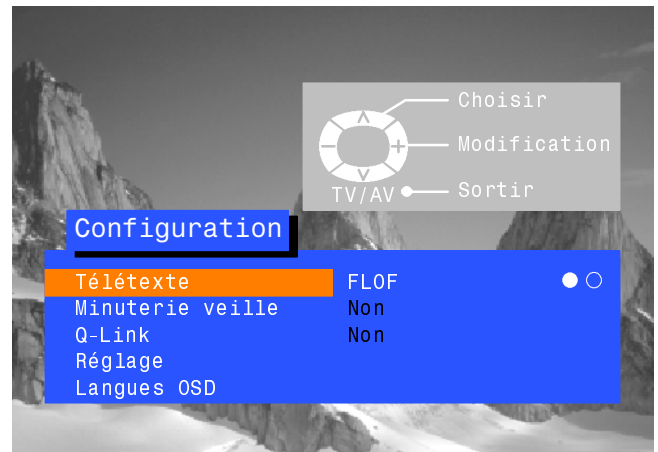 Choisir
Modification
TV/AV Sortir
Configuration
Télétexte FLOF
Minuterie veille Non
Q-Link Non
Réglage
Langues OSD